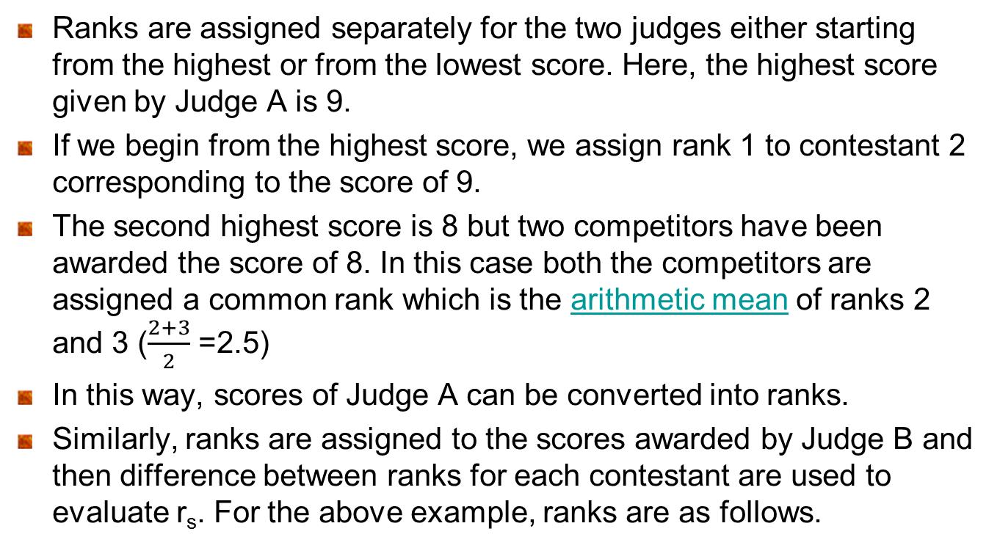 Ranks are assigned separately for the two judges either starting
from the highest or from the lowest score. Here, the highest score
given by Judge A is 9.
If we begin from the highest score, we assign rank 1 to contestant 2
corresponding to the score of 9.
The second highest score is 8 but two competitors have been
awarded the score of 8. In this case both the competitors are
assigned a common rank which is the arithmetic mean of ranks 2
and 3 (\frac{2+3}{2} =2.5)
In this way, scores of Judge A can be converted into ranks.
Similarly, ranks are assigned to the scores awarded by Judge B and
then difference between ranks for each contestant are used to
evaluate rₛ. For the above example, ranks are as follows.